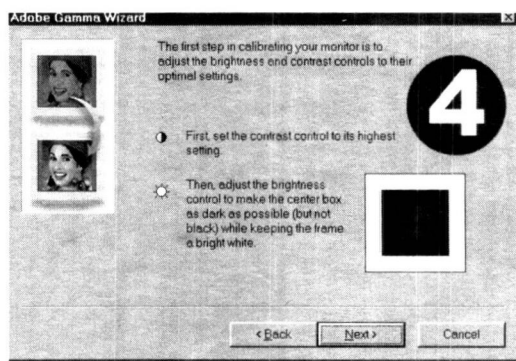 Adobe Gamma Wizard
The first step in calibrating your monitor is to
adjust the brightness and contrast controls to their
optimal settings.
4
First, set the contrast control to its highest
setting.
Then, adjust the brightness
control to make the center box
as dark as possible (but not
black) while keeping the frame
a bright white.
< Back
Next >
Cancel